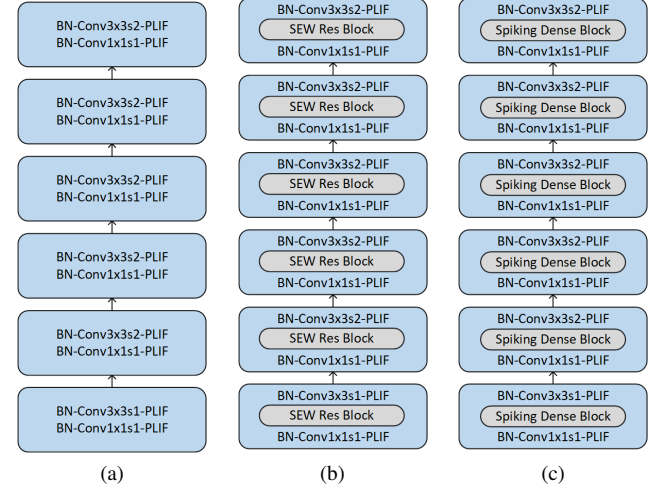 BN-Conv3x3s2-PLIF
BN-Conv1x1s1-PLIF
BN-Conv3x3s2-PLIF
BN-Conv1x1s1-PLIF
BN-Conv3x3s2-PLIF
BN-Conv1x1s1-PLIF
BN-Conv3x3s2-PLIF
BN-Conv1x1s1-PLIF
BN-Conv3x3s2-PLIF
BN-Conv1x1s1-PLIF
BN-Conv3x3s1-PLIF
BN-Conv1x1s1-PLIF
(a)
BN-Conv3x3s2-PLIF
SEW Res Block
BN-Conv1x1s1-PLIF
BN-Conv3x3s2-PLIF
SEW Res Block
BN-Conv1x1s1-PLIF
BN-Conv3x3s2-PLIF
SEW Res Block
BN-Conv1x1s1-PLIF
BN-Conv3x3s2-PLIF
SEW Res Block
BN-Conv1x1s1-PLIF
BN-Conv3x3s2-PLIF
SEW Res Block
BN-Conv1x1s1-PLIF
BN-Conv3x3s1-PLIF
SEW Res Block
BN-Conv1x1s1-PLIF
(b)
BN-Conv3x3s2-PLIF
Spiking Dense Block
BN-Conv1x1s1-PLIF
BN-Conv3x3s2-PLIF
Spiking Dense Block
BN-Conv1x1s1-PLIF
BN-Conv3x3s2-PLIF
Spiking Dense Block
BN-Conv1x1s1-PLIF
BN-Conv3x3s2-PLIF
Spiking Dense Block
BN-Conv1x1s1-PLIF
BN-Conv3x3s2-PLIF
Spiking Dense Block
BN-Conv1x1s1-PLIF
BN-Conv3x3s1-PLIF
Spiking Dense Block
BN-Conv1x1s1-PLIF
(c)